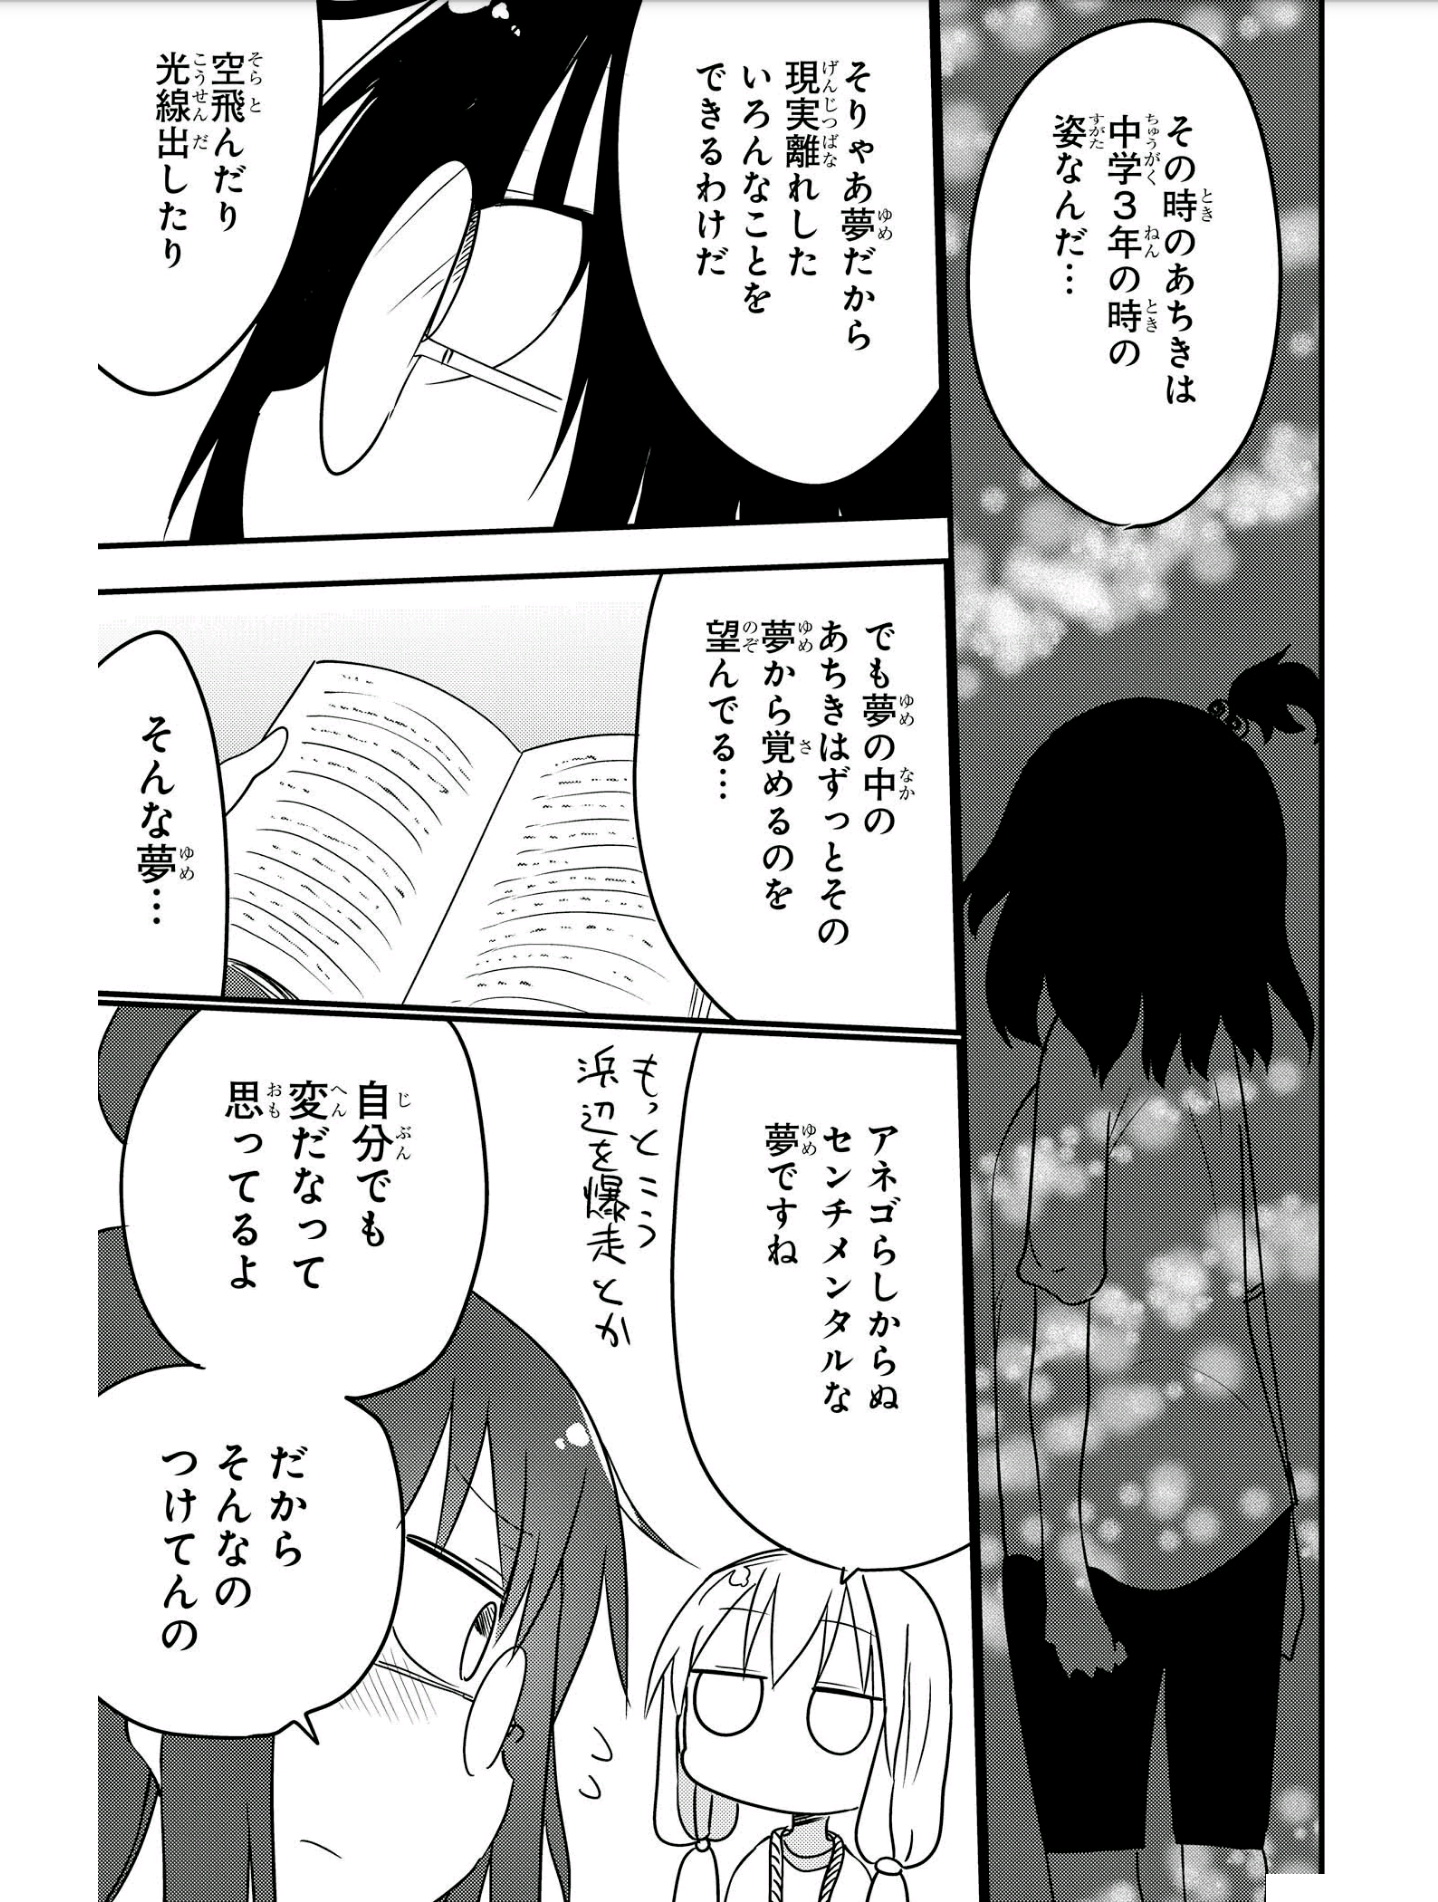 その時のあちきは
中学3年の時の
姿なんだ…
そりゃあ夢だから
現実離れした
いろんなことを
できるわけだ
空飛んだり
光線出したり
でも夢の中の
あちきはずっとその
夢から覚めるのを
望んでる…
そんな夢…
アネゴらしからぬ
センチメンタルな
夢ですね
もっとこう
浜辺を爆走とか
自分でも
変だなって
思ってるよ
だから
そんなの
つけてんの